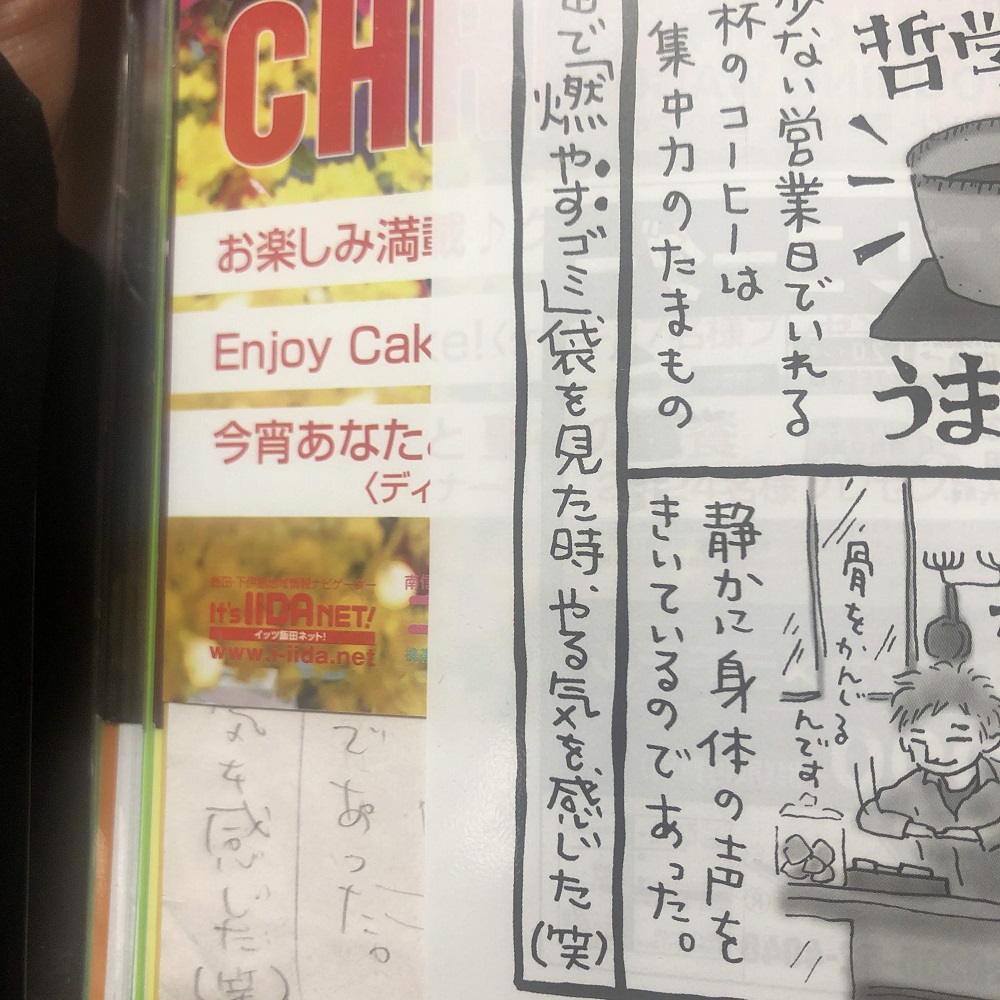 CH
お楽しみ満載
Enjoy Cake!
今宵あなたと
〈ディナー
It's IIDA NET!
イッツ飯田ネット!
www.i-iida.net
哲学
うま
少ない営業日でいれる
杯のコーヒーは
集中力のたまもの
骨をかんじる
んです
静かに身体の声を
きいているのであった。
で「燃やすゴミ」袋を見た時、やる気を、感じた(笑)
であった。
気を感じた(笑)